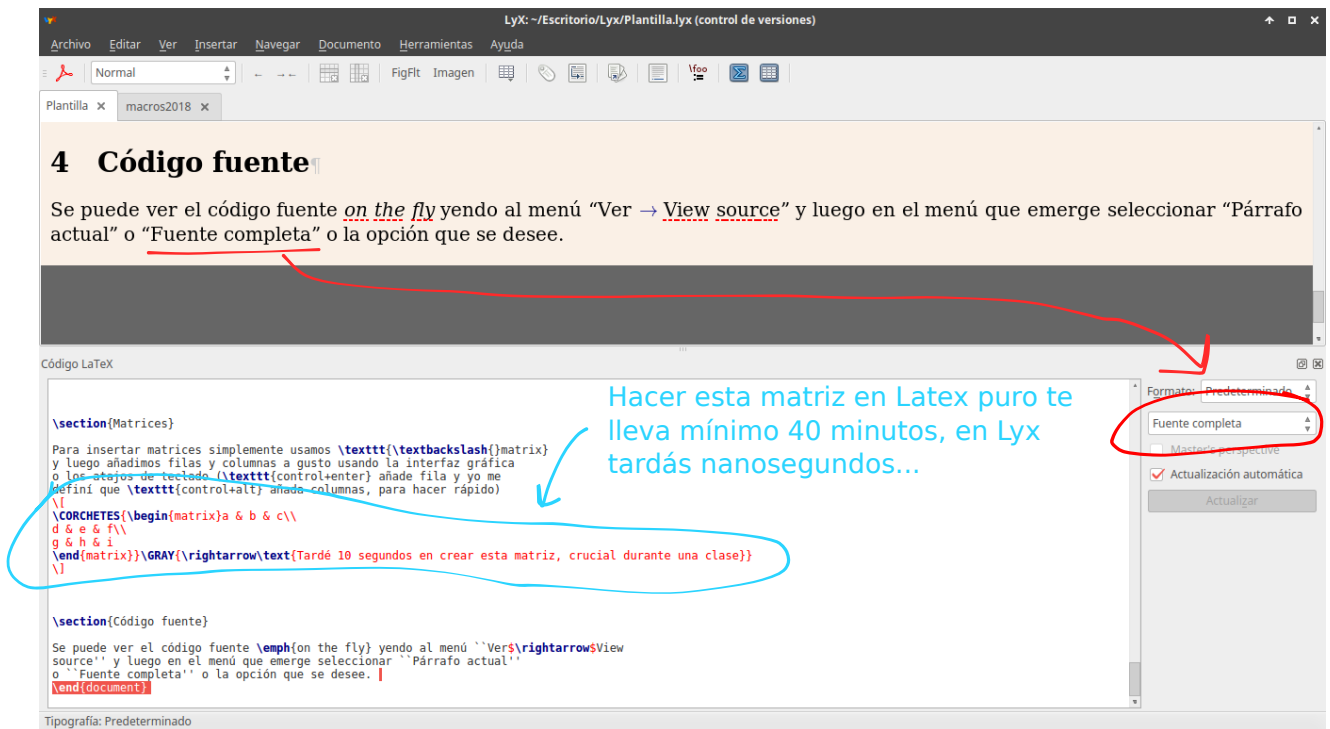 LyX: ~/Escritorio/Lyx/Plantilla.lyx (control de versiones)
Archivo Editar Ver Insertar Navegar Documento Herramientas Ayuda
Normal FigFlt Imagen \foo :=
Plantilla macros2018
4 Código fuente¶
Se puede ver el código fuente on the fly yendo al menú “Ver → View source” y luego en el menú que emerge seleccionar “Párrafo
actual” o “Fuente completa” o la opción que se desee.
Código LaTeX
\section{Matrices}
Para insertar matrices simplemente usamos \texttt{\textbackslash{}matrix}
y luego añadimos filas y columnas a gusto usando la interfaz gráfica
o los atajos de teclado (\texttt{control+enter} añade fila y yo me
definí que \texttt{control+alt} añada columnas, para hacer rápido)
\[
\CORCHETES{\begin{matrix}a & b & c\\
d & e & f\\
g & h & i
\end{matrix}}\GRAY{\rightarrow\text{Tardé 10 segundos en crear esta matriz, crucial durante una clase}}
\]
\section{Código fuente}
Se puede ver el código fuente \emph{on the fly} yendo al menú ``Ver$\rightarrow$View
source'' y luego en el menú que emerge seleccionar ``Párrafo actual''
o ``Fuente completa'' o la opción que se desee.
\end{document}
Hacer esta matriz en Latex puro te
lleva mínimo 40 minutos, en Lyx
tardás nanosegundos...
Formato: Predeterminado
Fuente completa
Master's perspective
Actualización automática
Actualizar
Tipografía: Predeterminado